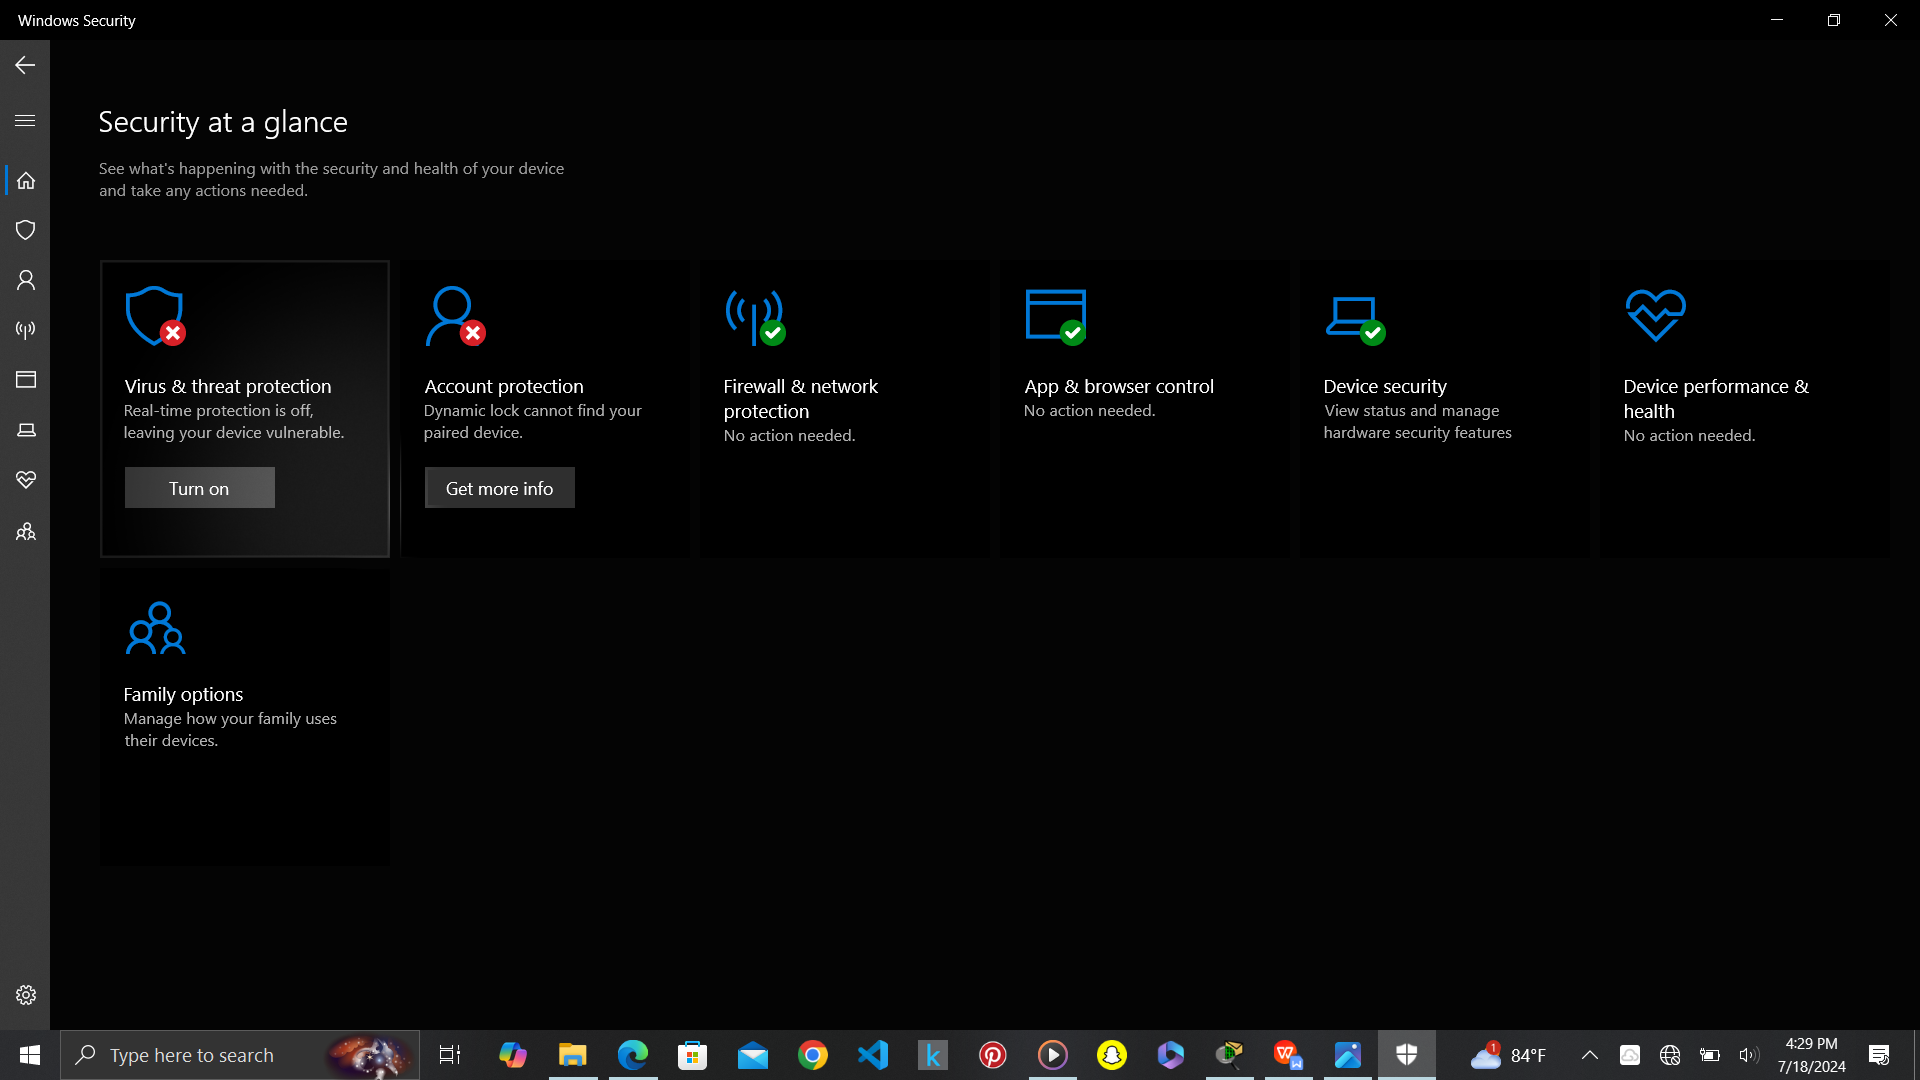 Windows Security
Security at a glance
See what's happening with the security and health of your device
and take any actions needed.
Virus & threat protection
Real-time protection is off,
leaving your device vulnerable.
Turn on
Account protection
Dynamic lock cannot find your
paired device.
Get more info
Firewall & network
protection
No action needed.
App & browser control
No action needed.
Device security
View status and manage
hardware security features
Device performance &
health
No action needed.
Family options
Manage how your family uses
their devices.
Type here to search
k
W
W
1
84°F
4:29 PM
7/18/2024